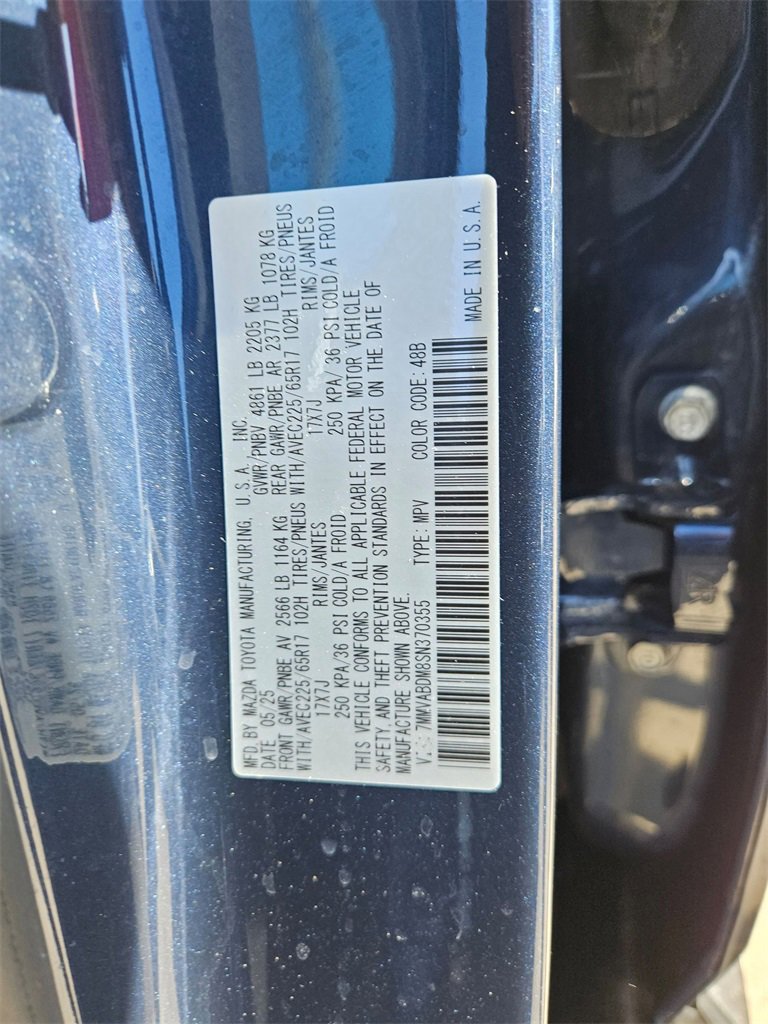 MFD.BY MAZDA TOYOTA MANUFACTURING, U.S.A., INC.
DATE 05/25 GVWR/PNBV 4861 LB 2205 KG
FRONT GAWR/PNBE AV 2566 LB 1164 KG REAR GAWR/PNBE AR 2377 LB 1078 KG
WITH/AVEC225/65R17 102H TIRES/PNEUS WITH/AVEC225/65R17 102H TIRES/PNEUS
17X7J RIMS/JANTES 17X7J RIMS/JANTES
250 KPA/36 PSI COLD/A FROID 250 KPA/ 36 PSI COLD/A FROID
THIS VEHICLE CONFORMS TO ALL APPLICABLE FEDERAL MOTOR VEHICLE
SAFETY,AND THEFT PREVENTION STANDARDS IN EFFECT ON THE DATE OF
MANUFACTURE SHOWN ABOVE.
7MMVABDM8SN370355 TYPE: MPV COLOR CODE: 48B
MADE IN U.S.A.